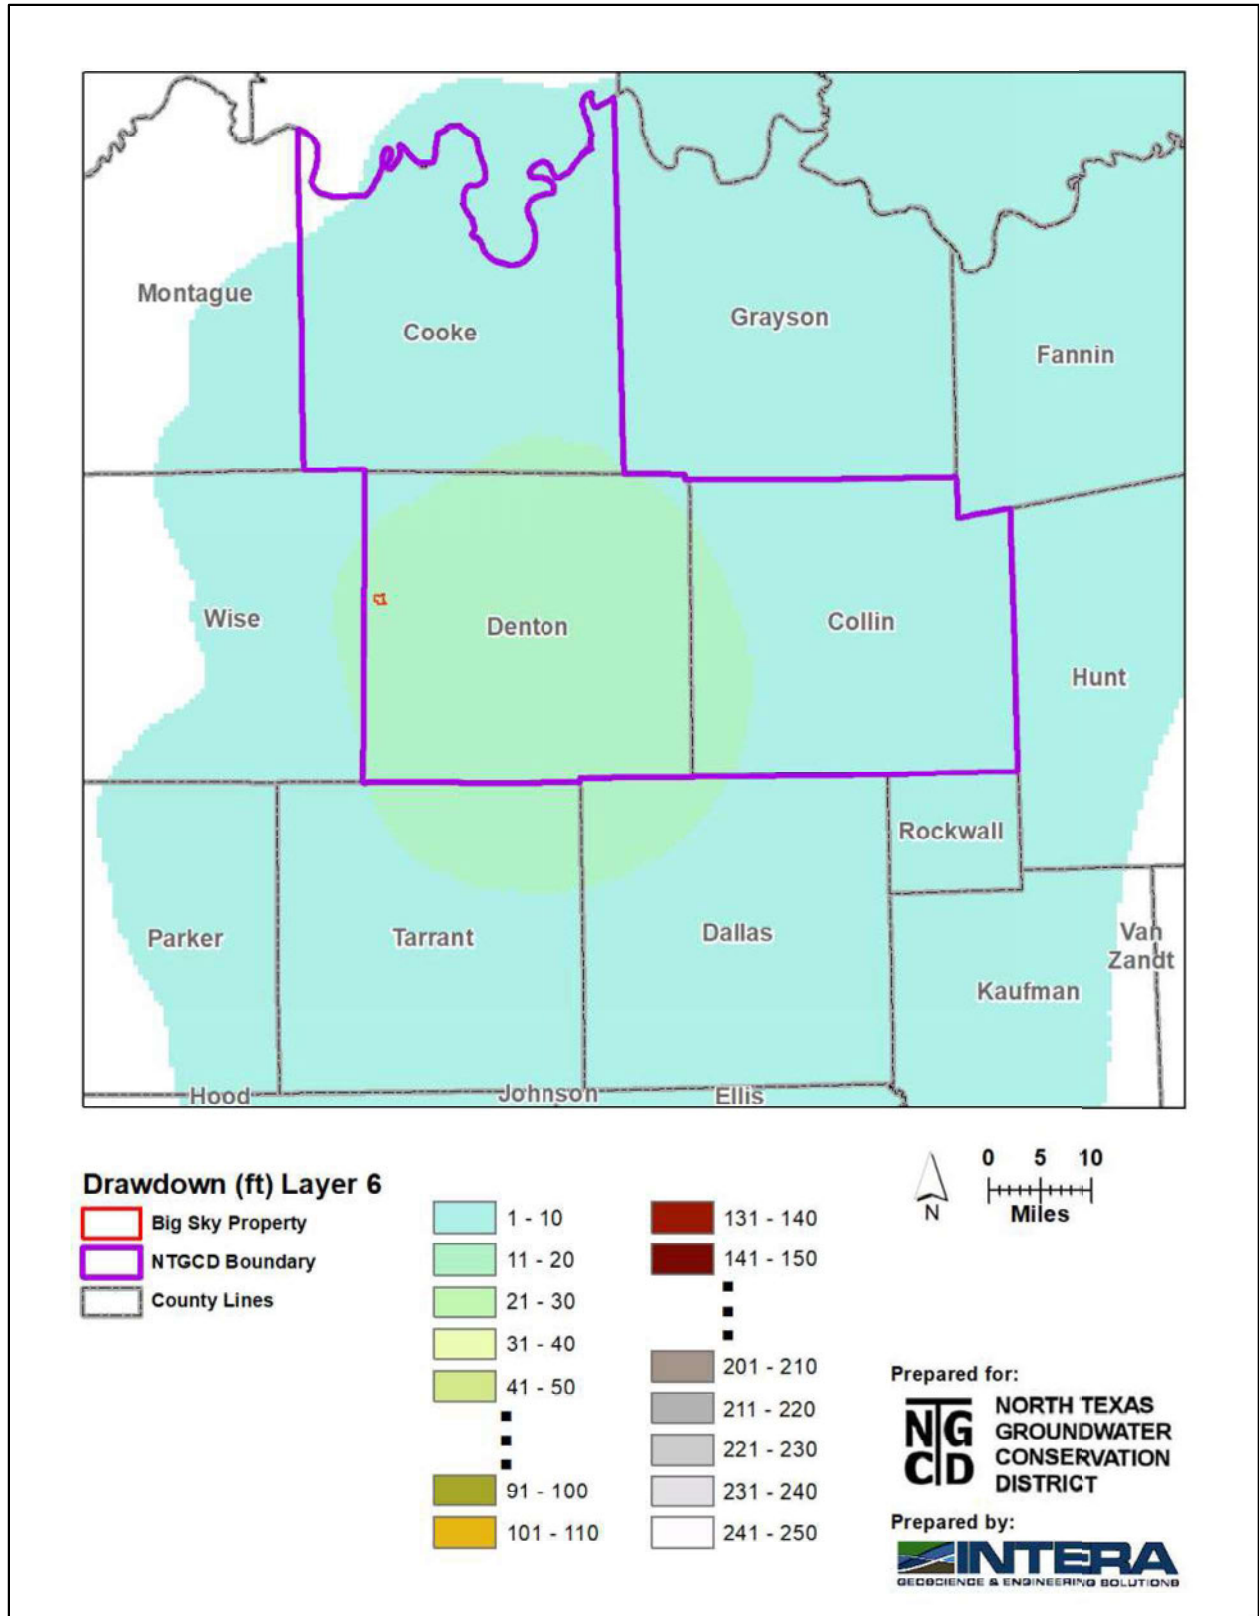 Montague
Cooke
Grayson
Fannin
Wise
Denton
Collin
Hunt
Rockwall
Parker
Tarrant
Dallas
Van
Zandt
Kaufman
Hood
Johnson
Ellis
Drawdown (ft) Layer 6
Big Sky Property
NTGCD Boundary
County Lines
1 - 10
11 - 20
21 - 30
31 - 40
41 - 50
91 - 100
101 - 110
131 - 140
141 - 150
201 - 210
211 - 220
221 - 230
231 - 240
241 - 250
N
0 5 10
Miles
Prepared for:
NTGCD
NORTH TEXAS
GROUNDWATER
CONSERVATION
DISTRICT
Prepared by:
INTERA
GEOSCIENCE & ENGINEERING SOLUTIONS